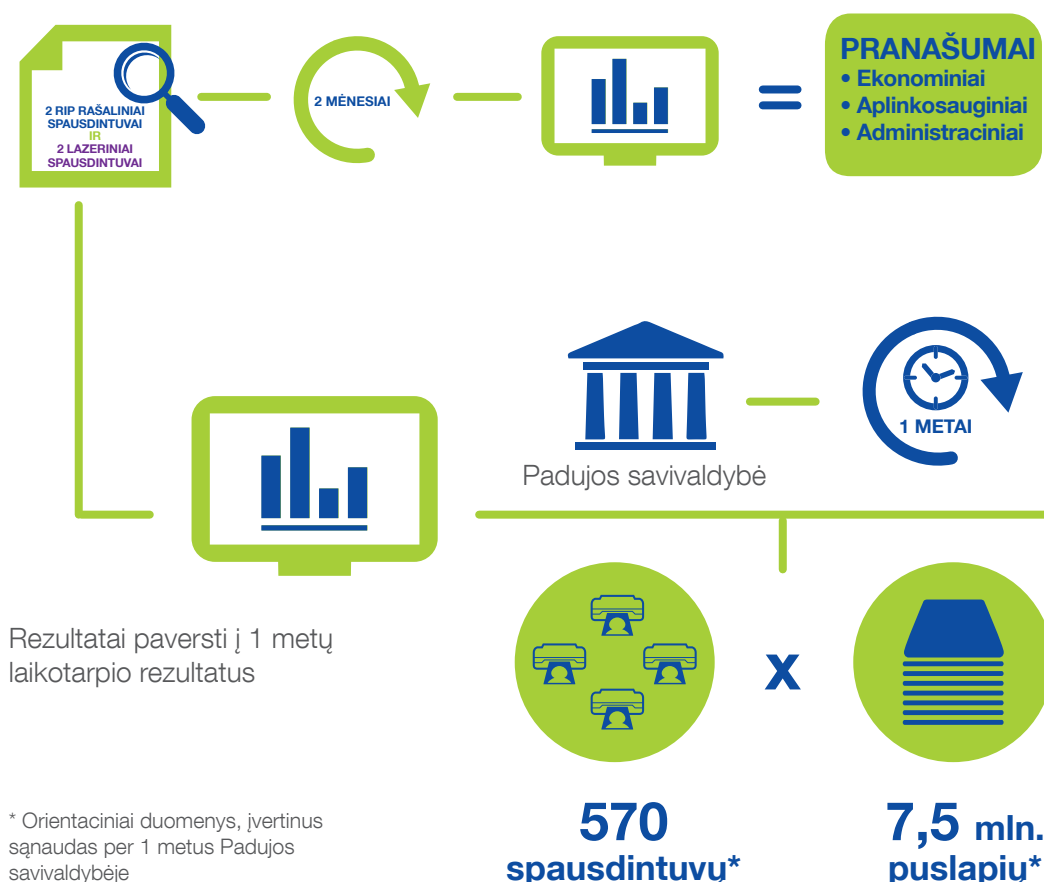 2 RIP RAŠALINIAI
SPAUSDINTUVAI
IR
2 LAZERINIAI
SPAUSDINTUVAI
2 MĖNESIAI
PRANAŠUMAI
• Ekonominiai
• Aplinkosauginiai
• Administraciniai
Padujos savivaldybė
1 METAI
Rezultatai paversti į 1 metų
laikotarpio rezultatus
x
570
spausdintuvų*
7,5 mln.
puslapių*
* Orientaciniai duomenys, įvertinus
sąnaudas per 1 metus Padujos
savivaldybėje